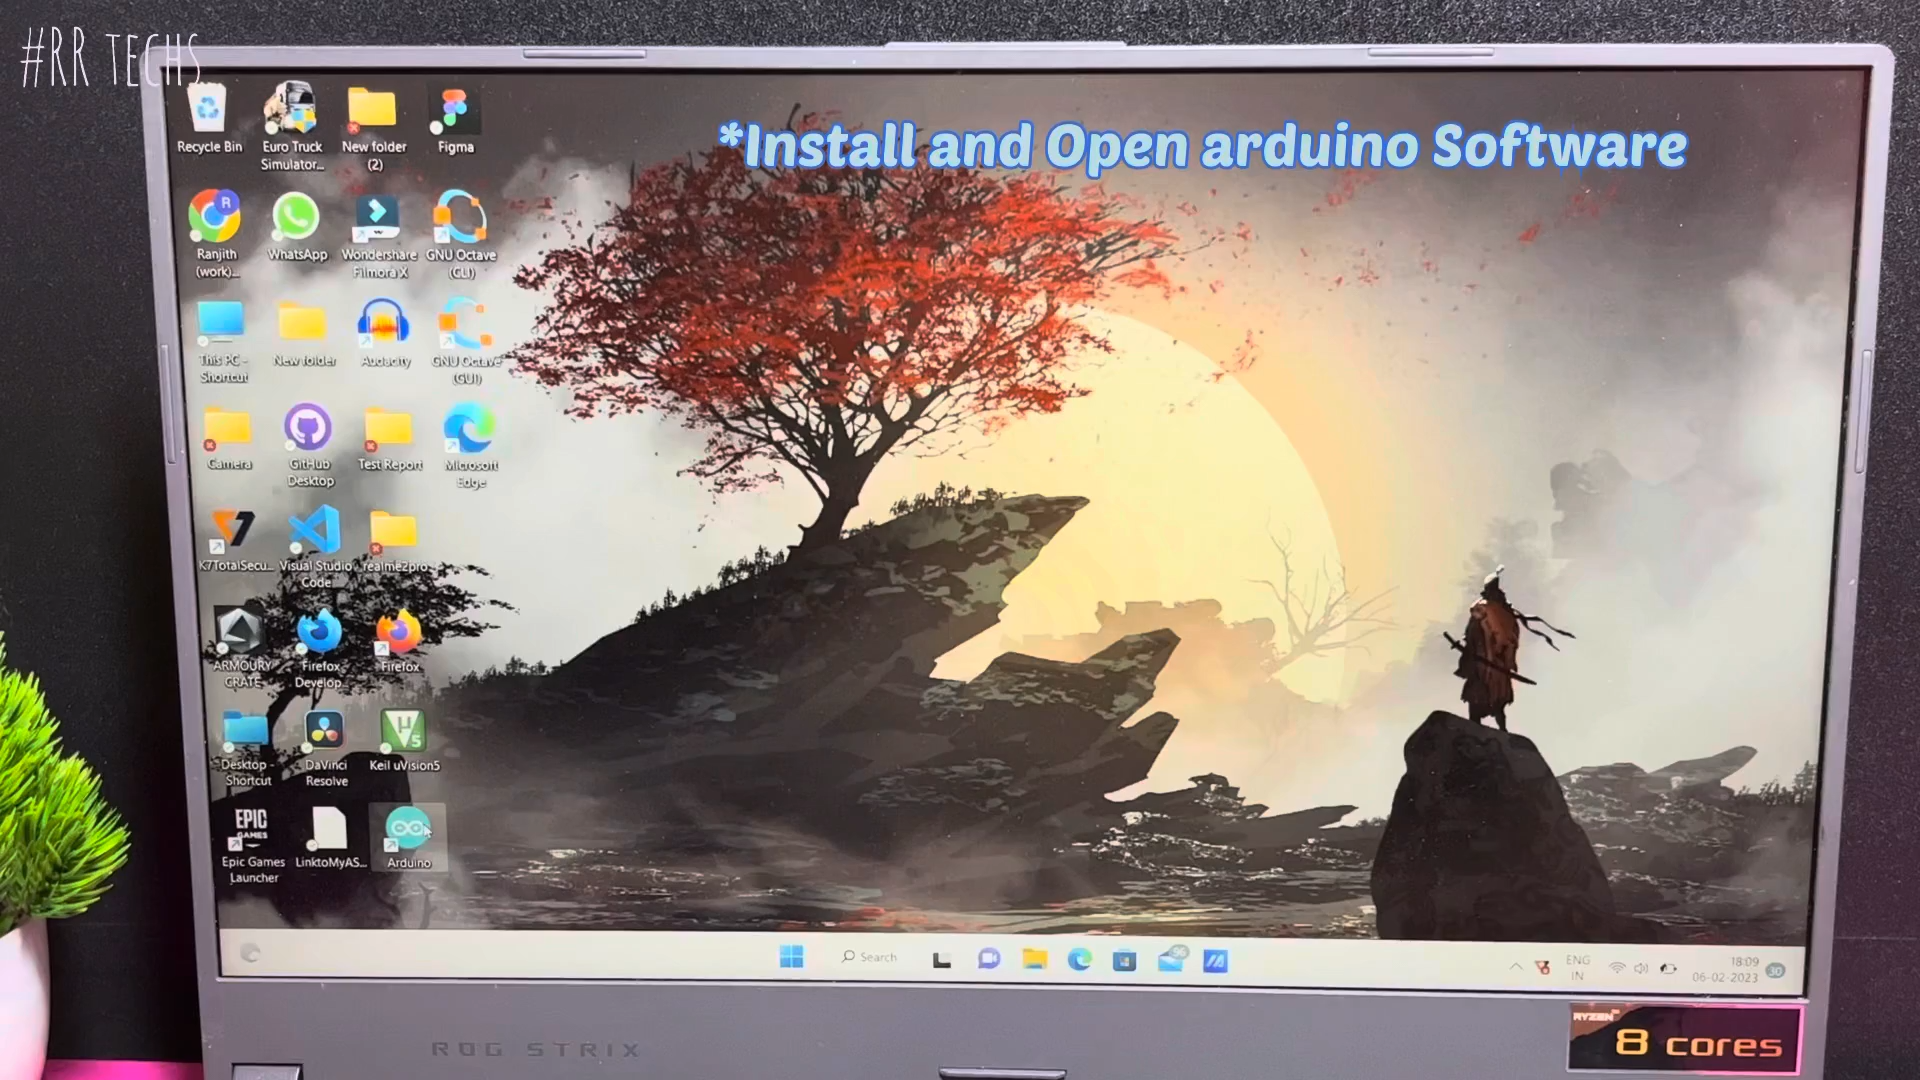 #RR TECHS
*Install and Open arduino Software
Recycle Bin
Euro Truck
Simulator...
New folder
(2)
Figma
R
Ranjith
(work)...
WhatsApp
Wondershare
Filmora X
GNU Octave
(CLI)
This PC -
Shortcut
New folder
Audacity
GNU Octave
(GUI)
Camera
GitHub
Desktop
Test Report
Microsoft
Edge
K7TotalSecu...
Visual Studio
Code
realme2pro
ARMOURY
CRATE
Firefox
Develop...
Firefox
Desktop -
Shortcut
DaVinci
Resolve
Keil uVision5
EPIC
GAMES
Epic Games
Launcher
LinktoMyAS...
Arduino
Search
96
ENG
IN
18:09
06-02-2023
30
ROG STRIX
RYZEN
8 cores